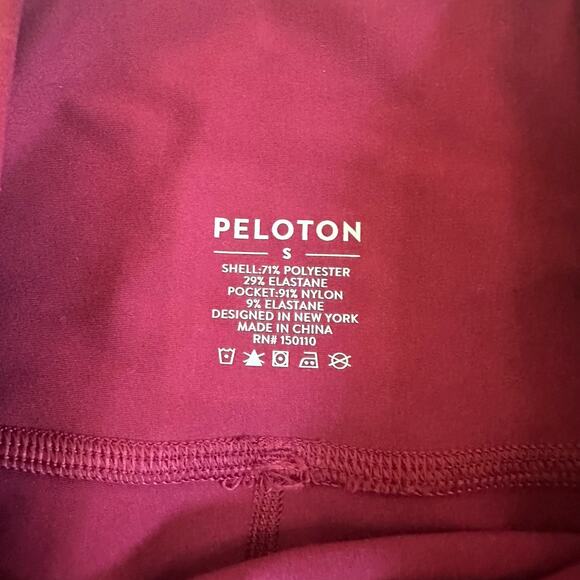 PELOTON
S
SHELL:71% POLYESTER
29% ELASTANE
POCKET:91% NYLON
9% ELASTANE
DESIGNED IN NEW YORK
MADE IN CHINA
RN# 150110